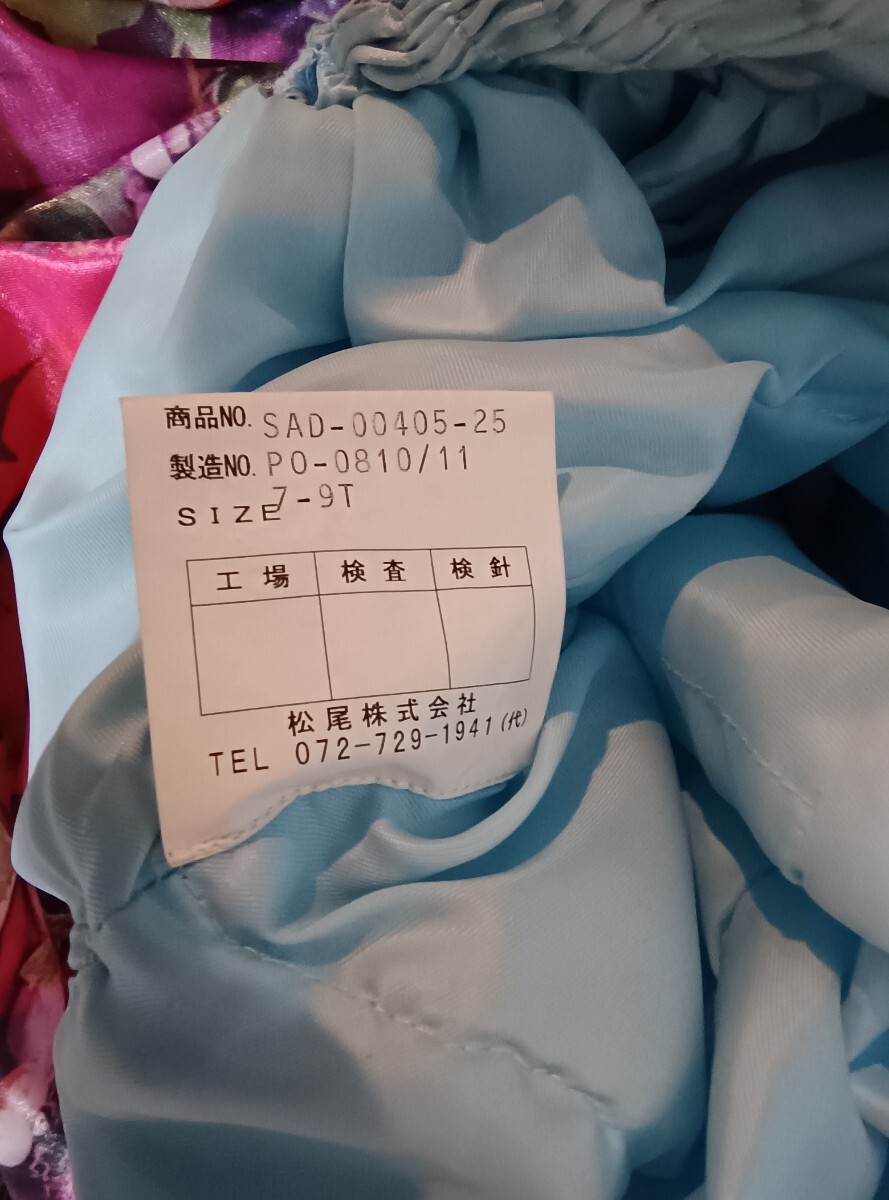 商品NO. SAD-00405-25
製造NO. PO-0810/11
SIZE 7-9T
工場 検査 検針
松尾株式会社
TEL 072-729-1941(代)